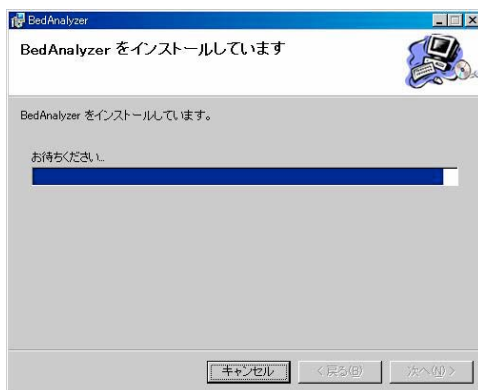 BedAnalyzer
BedAnalyzer をインストールしています
BedAnalyzer をインストールしています。
お待ちください...
キャンセル
< 戻る(B)
次へ(N) >